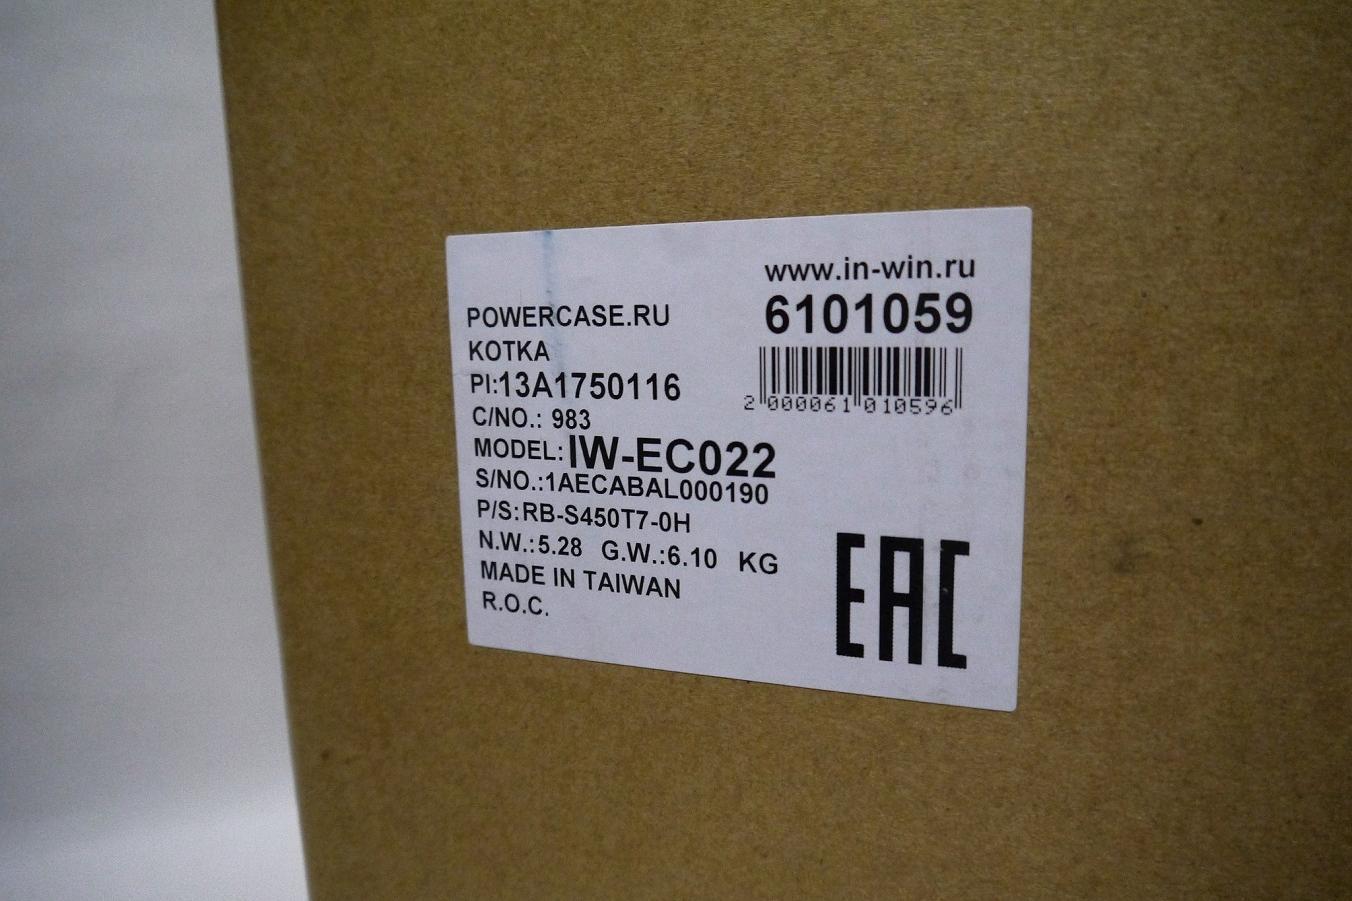 www.in-win.ru
6101059
2 000061 010596
POWERCASE.RU
KOTKA
PI:13A1750116
C/NO.: 983
MODEL:IW-EC022
S/NO.:1AECABAL000190
P/S:RB-S450T7-0H
N.W.:5.28 G.W.:6.10 KG
MADE IN TAIWAN
R.O.C.
EAC